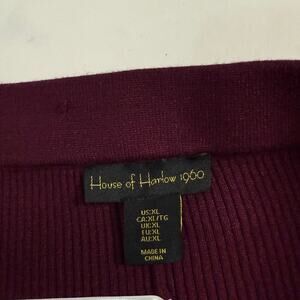 House of Harlow 1960
US:XL
CA:XL/TG
UK:XL
EU:XL
AU:XL
MADE IN
CHINA